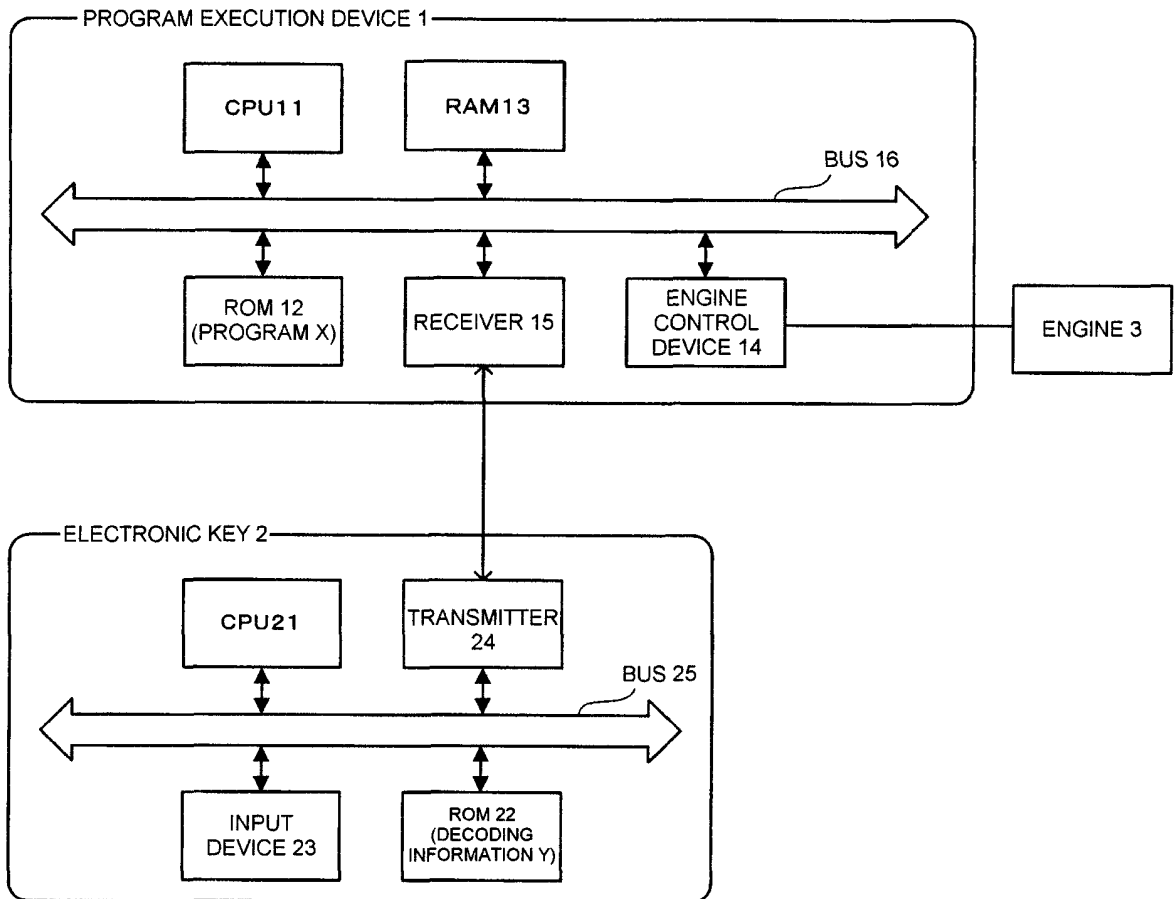 PROGRAM EXECUTION DEVICE 1
CPU11
RAM13
BUS 16
ROM 12
(PROGRAM X)
RECEIVER 15
ENGINE
CONTROL
DEVICE 14
ENGINE 3
ELECTRONIC KEY 2
CPU21
TRANSMITTER
24
BUS 25
INPUT
DEVICE 23
ROM 22
(DECODING
INFORMATION Y)